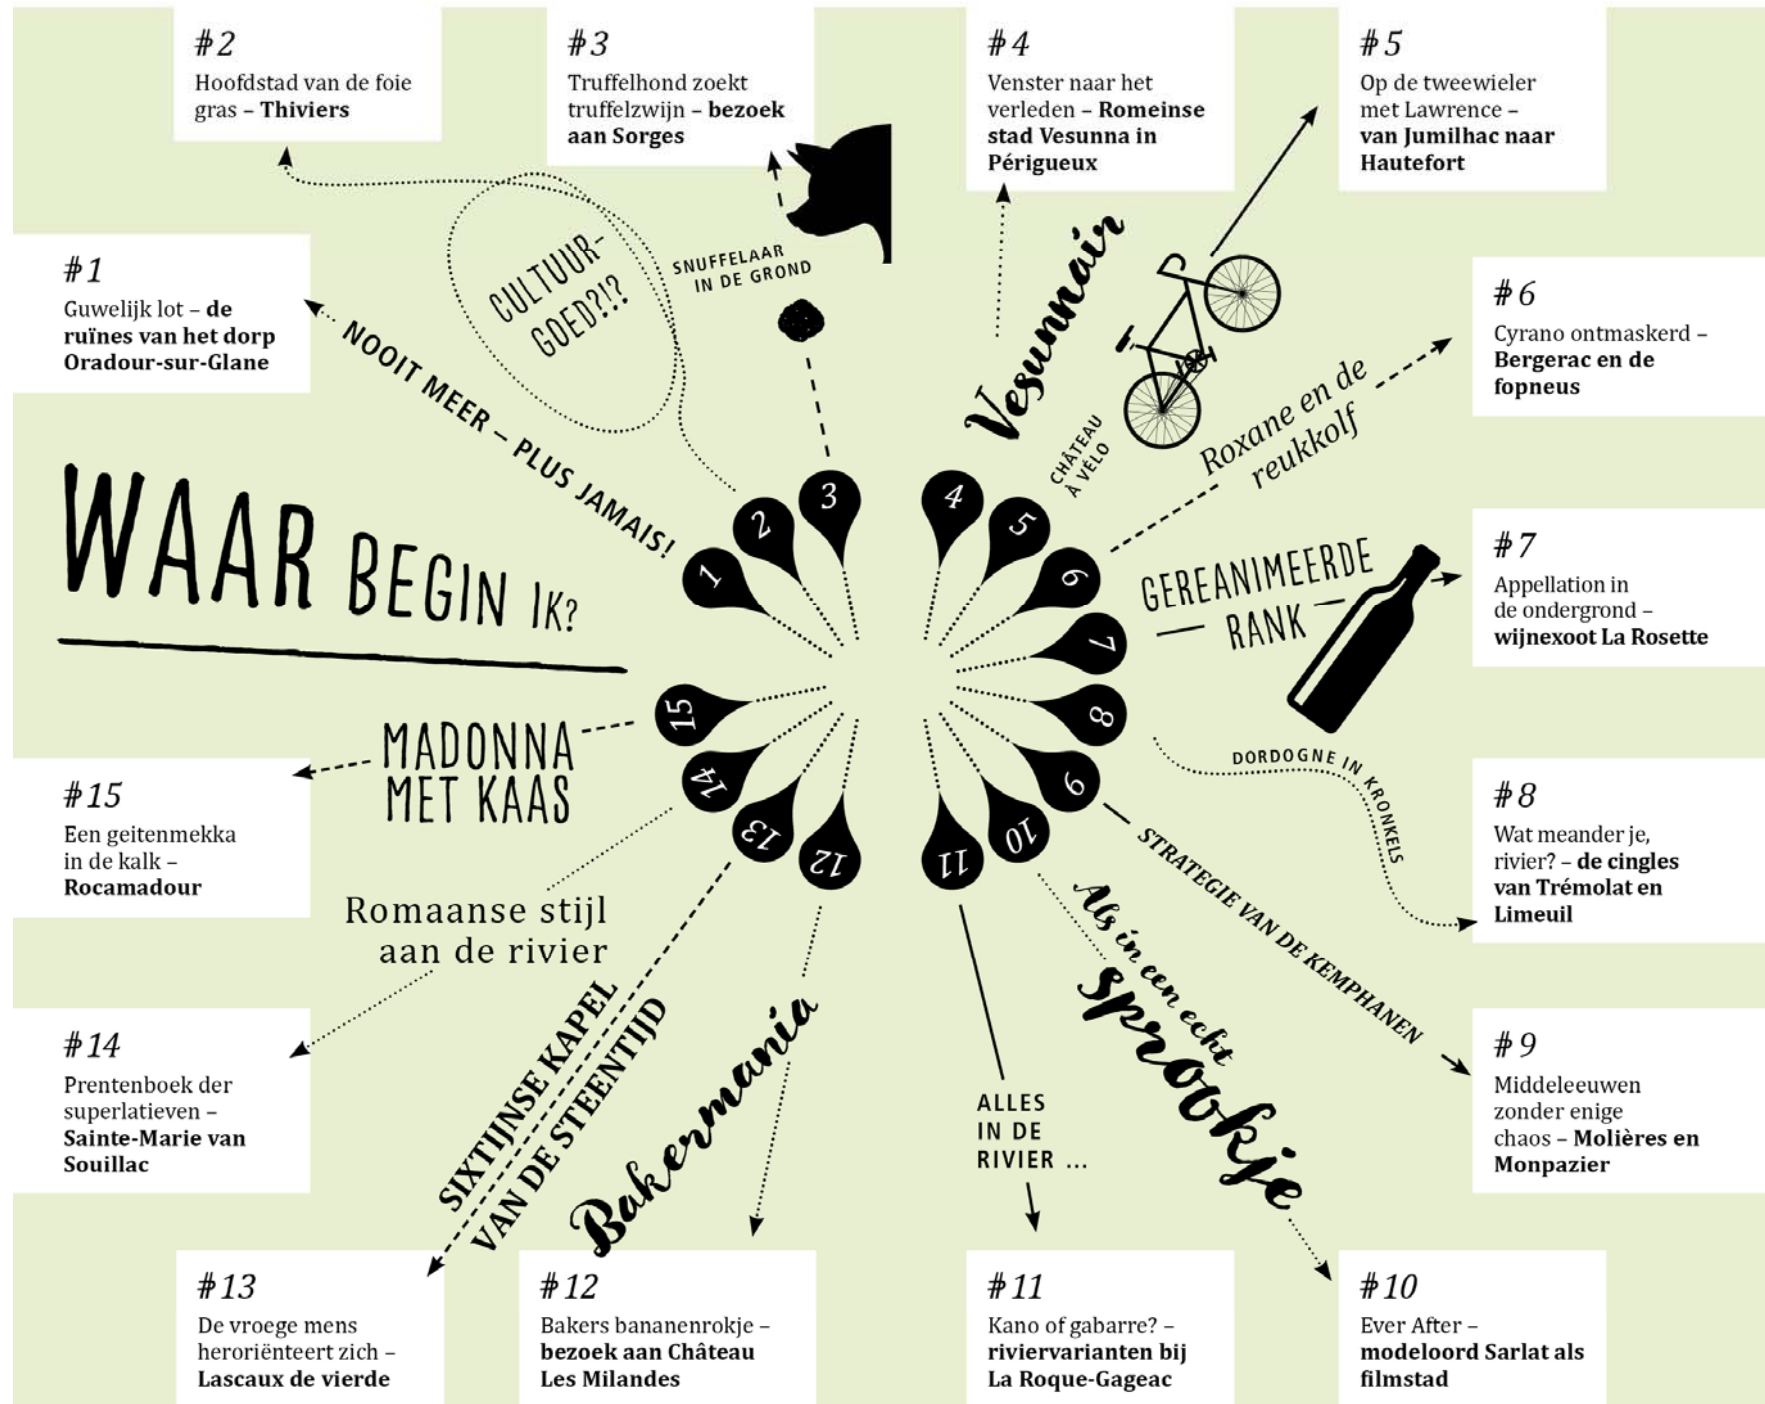 #2
Hoofdstad van de foie
gras – Thiviers
#3
Truffelhond zoekt
truffelzwijn – bezoek
aan Sorges
#4
Venster naar het
verleden – Romeinse
stad Vesunna in
Périgueux
#5
Op de tweewieler
met Lawrence –
van Jumilhac naar
Hautefort
#1
Guwelijk lot – de
ruïnes van het dorp
Oradour-sur-Glane
NOOIT MEER – PLUS JAMAIS!
CULTUUR-
GOED?!?
SNUFFELAAR
IN DE GROND
Vesunnair
CHÂTEAU
À VÉLO
Roxane en de
reukkolf
#6
Cyrano ontmaskerd –
Bergerac en de
fopneus
WAAR BEGIN IK?
1
2
3
4
5
6
7
8
9
10
11
12
13
14
15
GEREANIMEERDE
RANK
#7
Appellation in
de ondergrond –
wijnexoot La Rosette
DORDOGNE IN KRONKELS
#8
Wat meander je,
rivier? – de cingles
van Trémolat en
Limeuil
MADONNA
MET KAAS
#15
Een geitenmekka
in de kalk –
Rocamadour
Romaanse stijl
aan de rivier
#14
Prentenboek der
superlatieven –
Sainte-Marie van
Souillac
SIXTIJNSE KAPEL
VAN DE STEENTIJD
Bakermania
ALLES
IN DE
RIVIER ...
Als in een echt
sprookje
STRATEGIE VAN DE KEMPHANEN
#9
Middeleeuwen
zonder enige
chaos – Molières en
Monpazier
#13
De vroege mens
heroriënteert zich –
Lascaux de vierde
#12
Bakers bananenrokje –
bezoek aan Château
Les Milandes
#11
Kano of gabarre? –
riviervarianten bij
La Roque-Gageac
#10
Ever After –
modeloord Sarlat als
filmstad